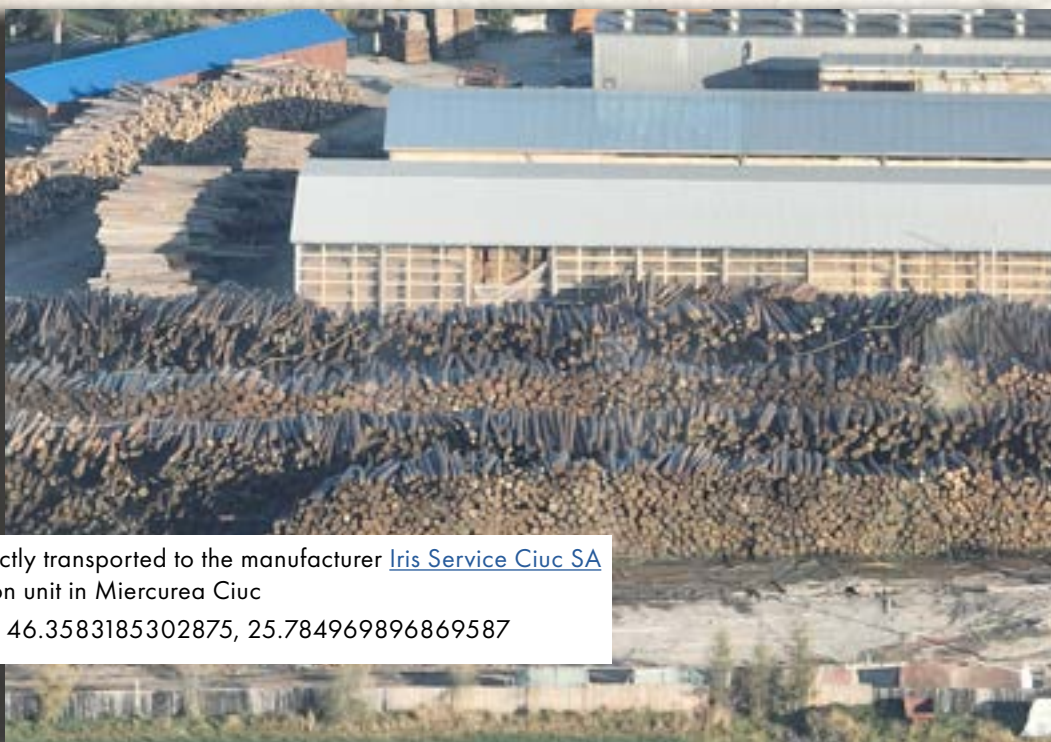 ctly transported to the manufacturer Iris Service Ciuc SA
on unit in Miercurea Ciuc
46.3583185302875, 25.784969896869587